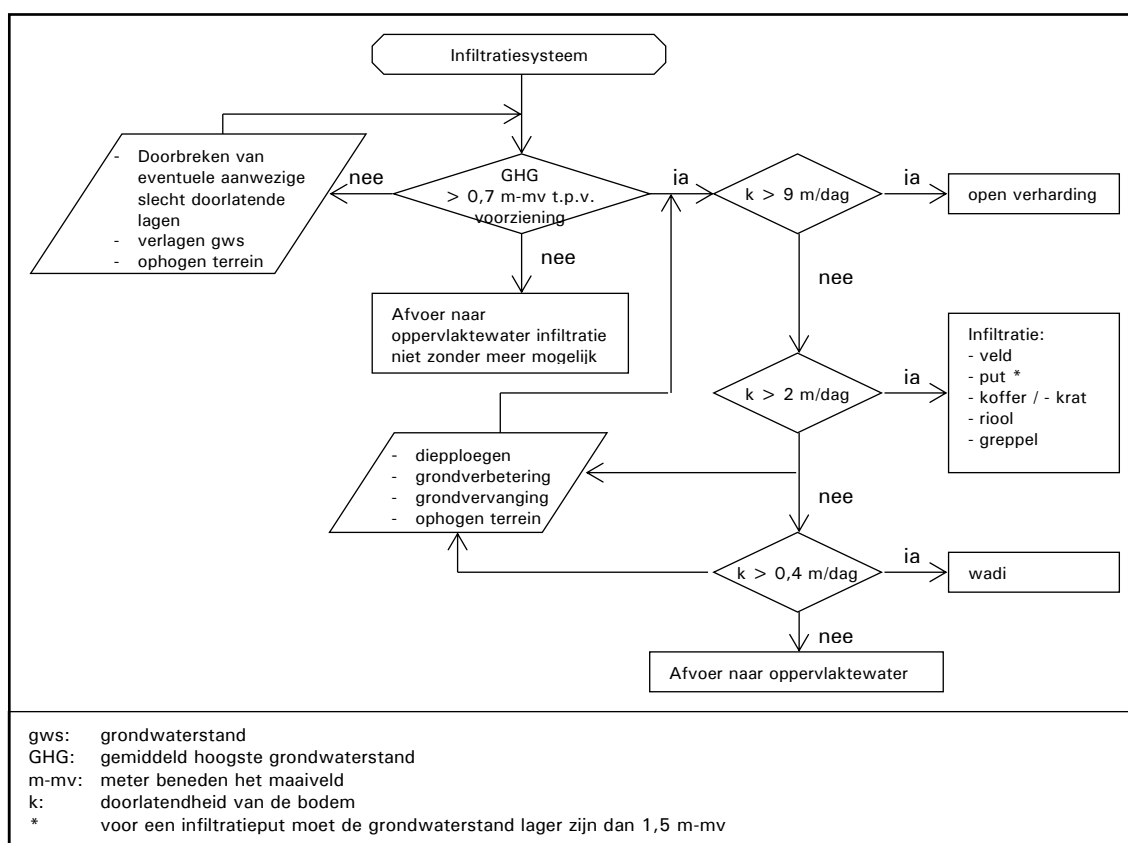 Infiltratiesysteem
- Doorbreken van
eventuele aanwezige
slecht doorlatende
lagen
- verlagen gws
- ophogen terrein
nee
GHG
> 0,7 m-mv t.p.v.
voorziening
ja
k > 9 m/dag
ja
open verharding
nee
nee
Afvoer naar
oppervlaktewater infiltratie
niet zonder meer mogelijk
k > 2 m/dag
ja
Infiltratie:
- veld
- put *
- koffer / - krat
- riool
- greppel
- diepploegen
- grondverbetering
- grondvervanging
- ophogen terrein
nee
k > 0,4 m/dag
ja
wadi
nee
Afvoer naar oppervlaktewater
gws: grondwaterstand
GHG: gemiddeld hoogste grondwaterstand
m-mv: meter beneden het maaiveld
k: doorlatendheid van de bodem
* voor een infiltratieput moet de grondwaterstand lager zijn dan 1,5 m-mv